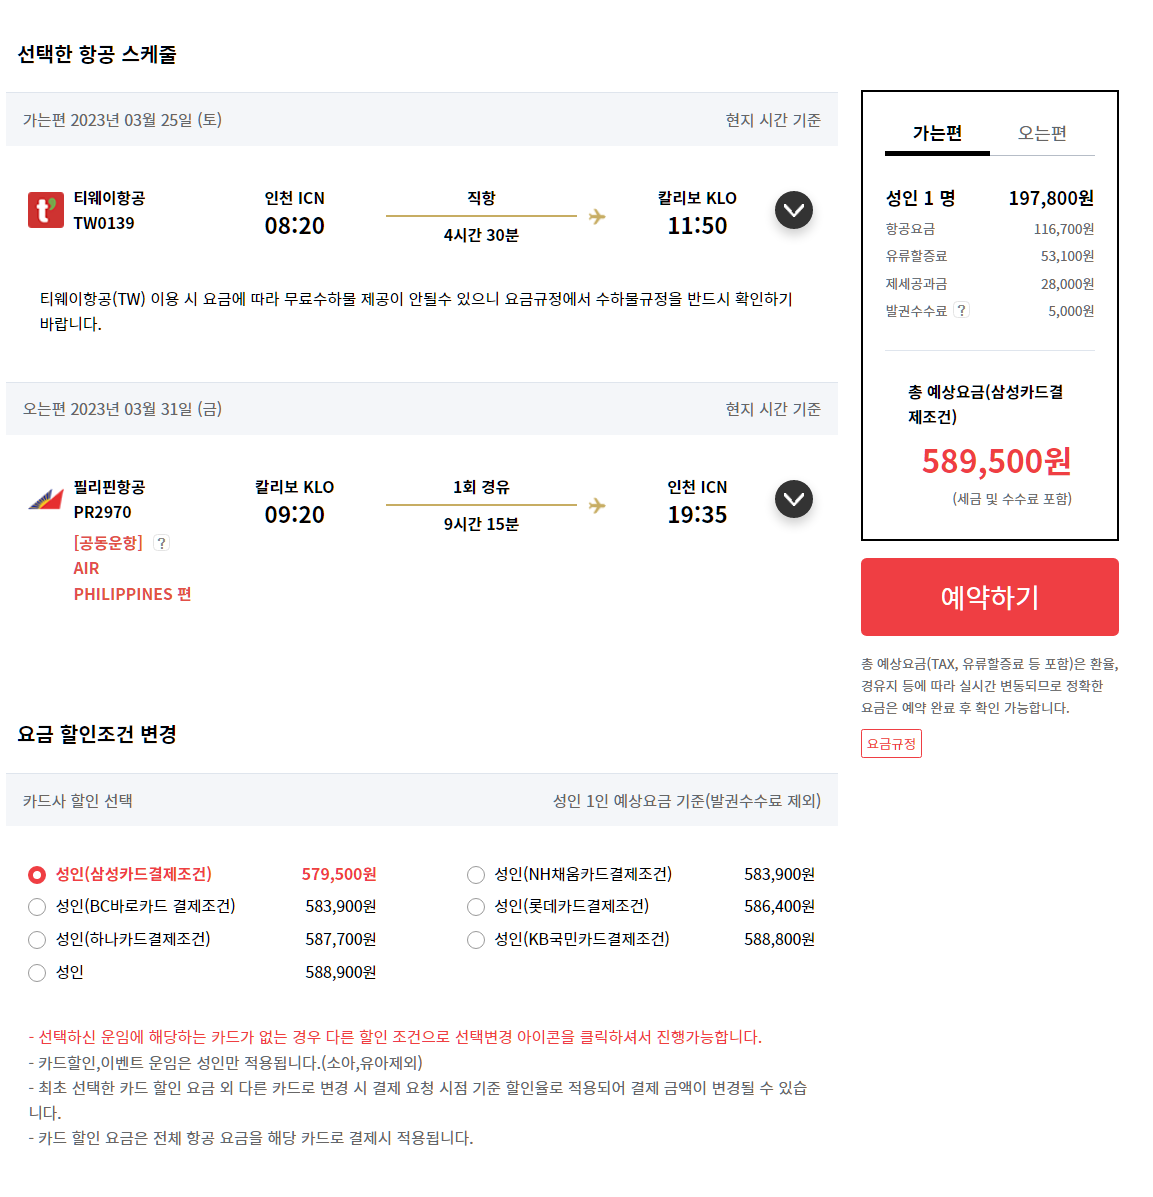 선택한 항공 스케줄
가는편 2023년 03월 25일 (토) 현지 시간 기준
티웨이항공 인천 ICN 직항 칼리보 KLO
TW0139 08:20 4시간 30분 11:50
티웨이항공(TW) 이용 시 요금에 따라 무료수하물 제공이 안될수 있으니 요금규정에서 수하물규정을 반드시 확인하기
바랍니다.
오는편 2023년 03월 31일 (금) 현지 시간 기준
필리핀항공 칼리보 KLO 1회 경유 인천 ICN
PR2970 09:20 9시간 15분 19:35
[공동운항] ?
AIR
PHILIPPINES 편
요금 할인조건 변경
카드사 할인 선택 성인 1인 예상요금 기준(발권수수료 제외)
성인(삼성카드결제조건) 579,500원 성인(NH채움카드결제조건) 583,900원
성인(BC바로카드 결제조건) 583,900원 성인(롯데카드결제조건) 586,400원
성인(하나카드결제조건) 587,700원 성인(KB국민카드결제조건) 588,800원
성인 588,900원
- 선택하신 운임에 해당하는 카드가 없는 경우 다른 할인 조건으로 선택변경 아이콘을 클릭하셔서 진행가능합니다.
- 카드할인,이벤트 운임은 성인만 적용됩니다.(소아,유아제외)
- 최초 선택한 카드 할인 요금 외 다른 카드로 변경 시 결제 요청 시점 기준 할인율로 적용되어 결제 금액이 변경될 수 있습
니다.
- 카드 할인 요금은 전체 항공 요금을 해당 카드로 결제시 적용됩니다.
가는편 오는편
성인 1 명 197,800원
항공요금 116,700원
유류할증료 53,100원
제세공과금 28,000원
발권수수료 ? 5,000원
총 예상요금(삼성카드결
제조건)
589,500원
(세금 및 수수료 포함)
예약하기
총 예상요금(TAX, 유류할증료 등 포함)은 환율,
경유지 등에 따라 실시간 변동되므로 정확한
요금은 예약 완료 후 확인 가능합니다.
요금규정